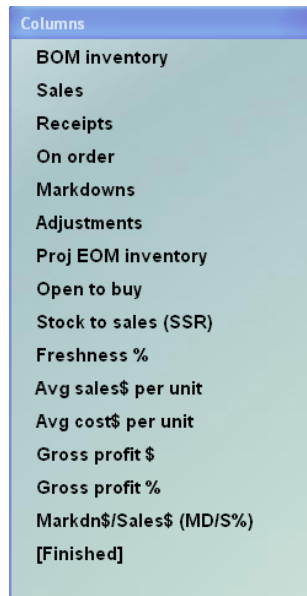 Columns
BOM inventory
Sales
Receipts
On order
Markdowns
Adjustments
Proj EOM inventory
Open to buy
Stock to sales (SSR)
Freshness %
Avg sales$ per unit
Avg cost$ per unit
Gross profit $
Gross profit %
Markdn$/Sales$ (MD/S%)
[Finished]